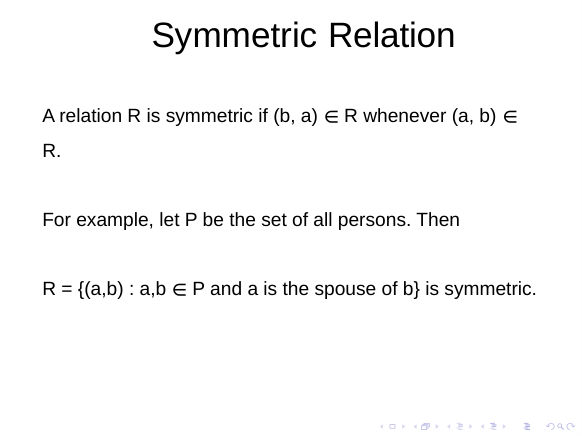 Symmetric Relation
A relation R is symmetric if (b, a) ∈ R whenever (a, b) ∈
R.
For example, let P be the set of all persons. Then
R = {(a,b) : a,b ∈ P and a is the spouse of b} is symmetric.